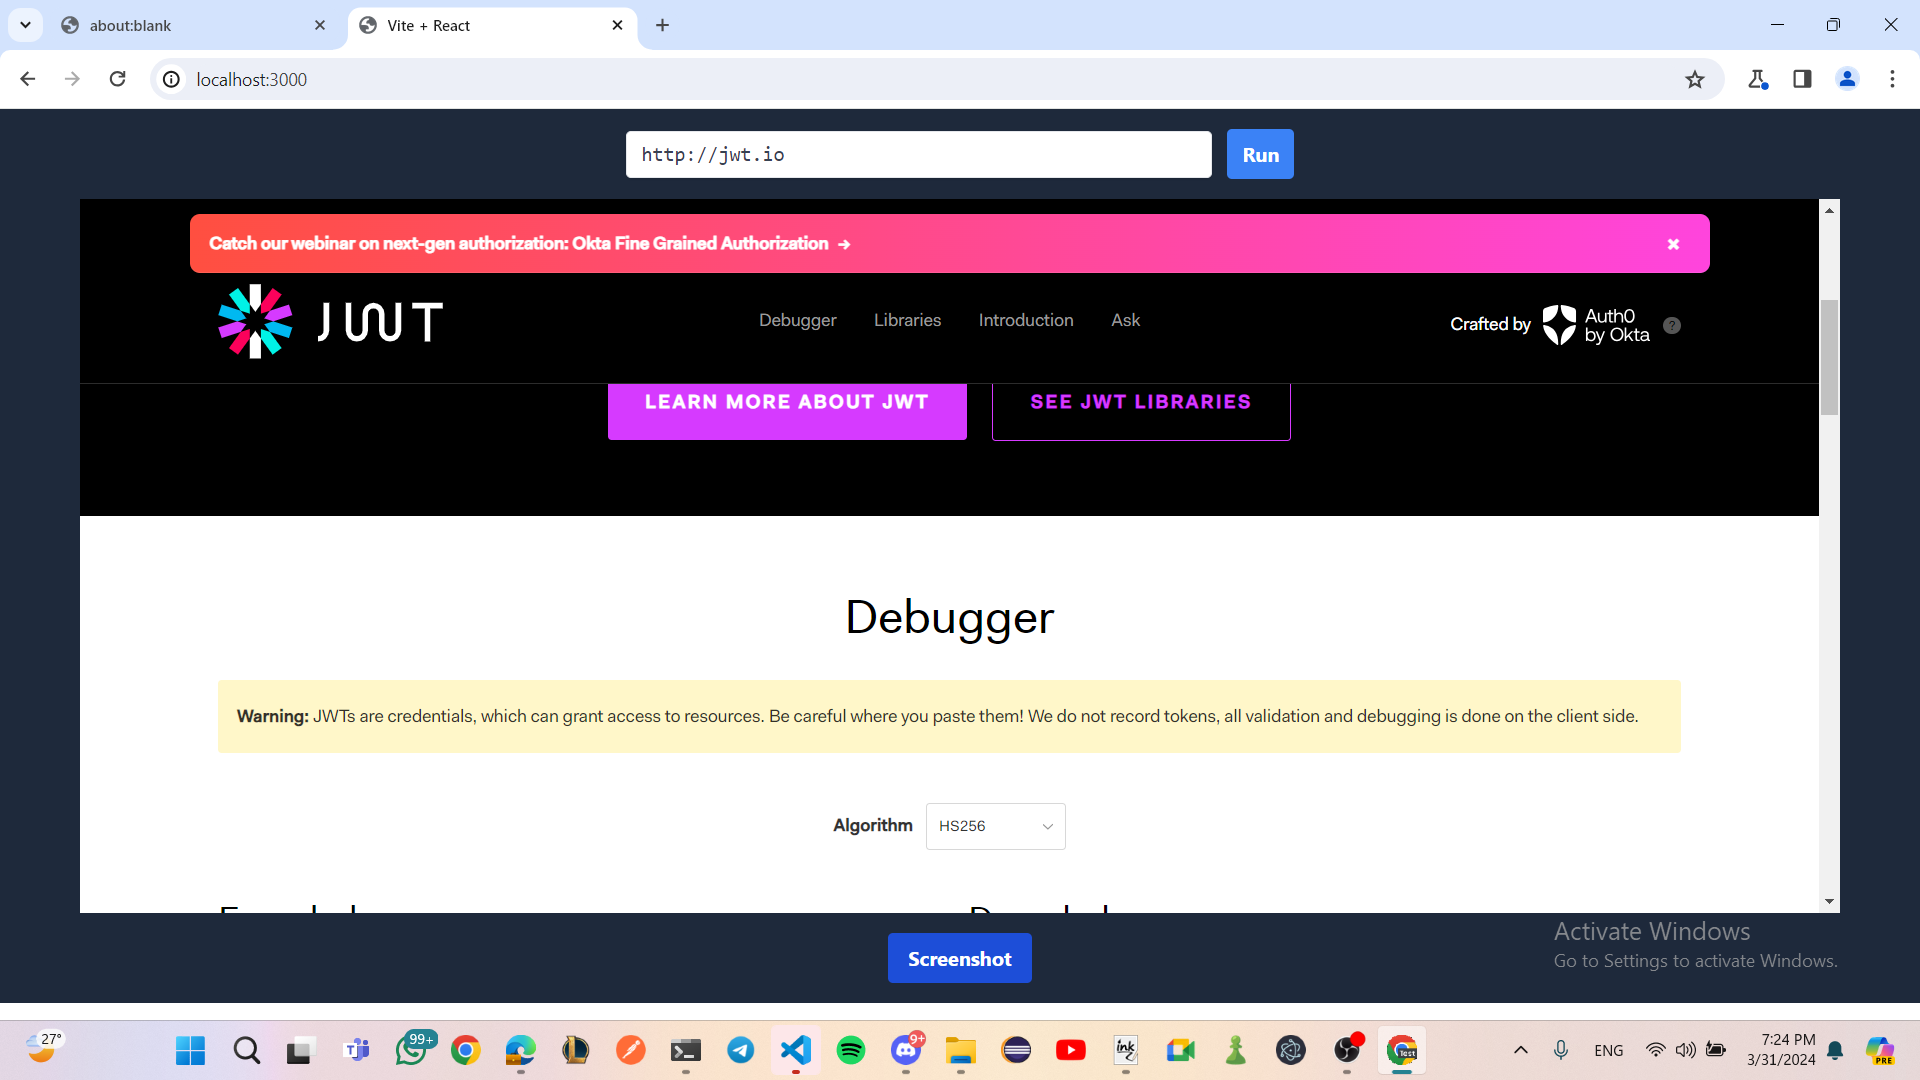 about:blank
Vite + React
localhost:3000
http://jwt.io
Run
Catch our webinar on next-gen authorization: Okta Fine Grained Authorization →
JWT
Debugger
Libraries
Introduction
Ask
Crafted by
Auth0
by Okta
?
LEARN MORE ABOUT JWT
SEE JWT LIBRARIES
Debugger
Warning: JWTs are credentials, which can grant access to resources. Be careful where you paste them! We do not record tokens, all validation and debugging is done on the client side.
Algorithm
HS256
Activate Windows
Go to Settings to activate Windows.
Screenshot
27°
99+
9+
ink
Test
ENG
7:24 PM
3/31/2024
PRE